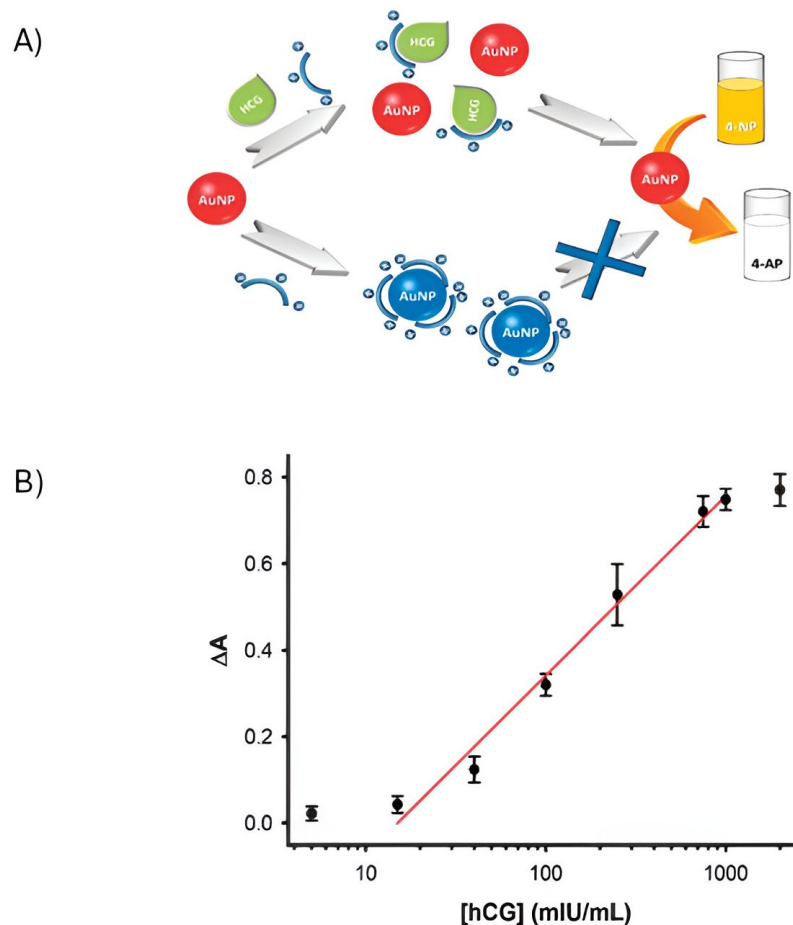 A)
HCG
HCG
AuNP
AuNP
HCG
4-NP
AuNP
AuNP
4-AP
AuNP
AuNP
B)
0.8
0.6
0.4
0.2
0.0
ΔA
10
100
1000
[hCG] (mIU/mL)